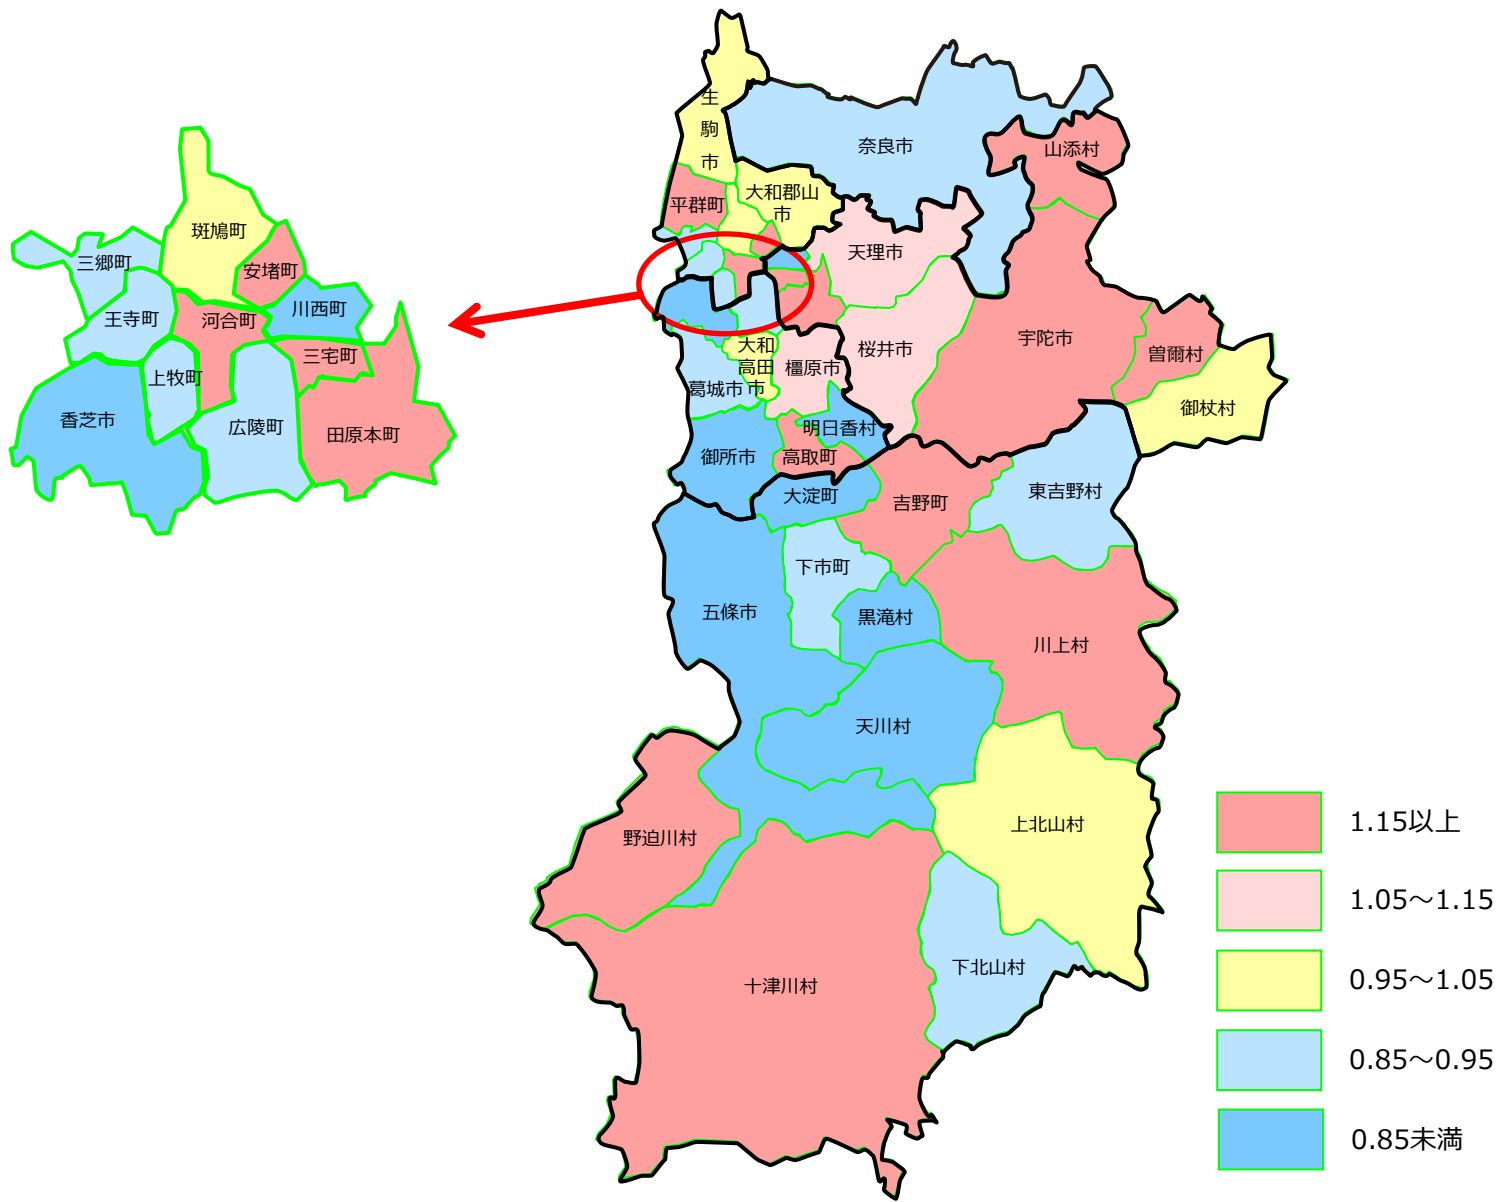 生
駒
市
奈良市
山添村
平群町
大和郡山
市
天理市
斑鳩町
三郷町
安堵町
川西町
王寺町
河合町
三宅町
上牧町
香芝市
広陵町
田原本町
大和
高田
市
葛城市
橿原市
桜井市
宇陀市
曽爾村
御杖村
明日香村
御所市
高取町
大淀町
吉野町
東吉野村
下市町
五條市
黒滝村
川上村
天川村
野迫川村
上北山村
下北山村
十津川村
1.15以上
1.05～1.15
0.95～1.05
0.85～0.95
0.85未満